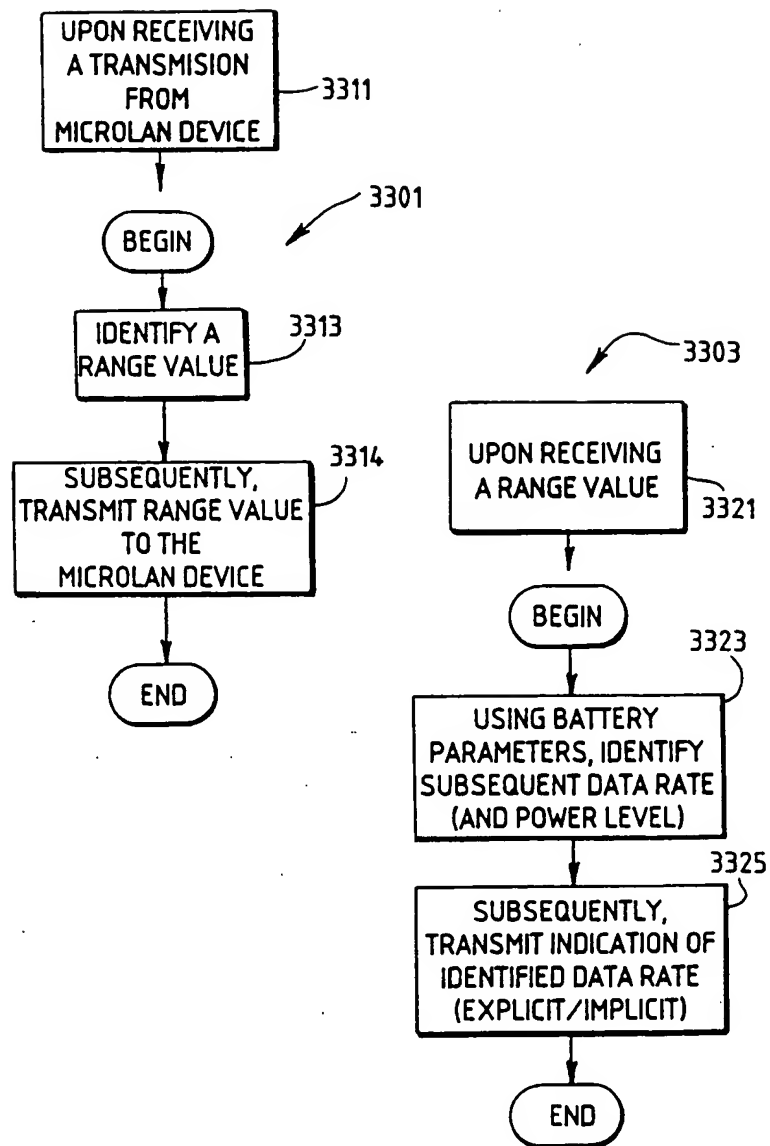 UPON RECEIVING
A TRANSMISION
FROM
MICROLAN DEVICE
3311
3301
BEGIN
IDENTIFY A
RANGE VALUE
3313
SUBSEQUENTLY,
TRANSMIT RANGE VALUE
TO THE
MICROLAN DEVICE
3314
END
3303
UPON RECEIVING
A RANGE VALUE
3321
BEGIN
3323
USING BATTERY
PARAMETERS, IDENTIFY
SUBSEQUENT DATA RATE
(AND POWER LEVEL)
3325
SUBSEQUENTLY,
TRANSMIT INDICATION OF
IDENTIFIED DATA RATE
(EXPLICIT/IMPLICIT)
END